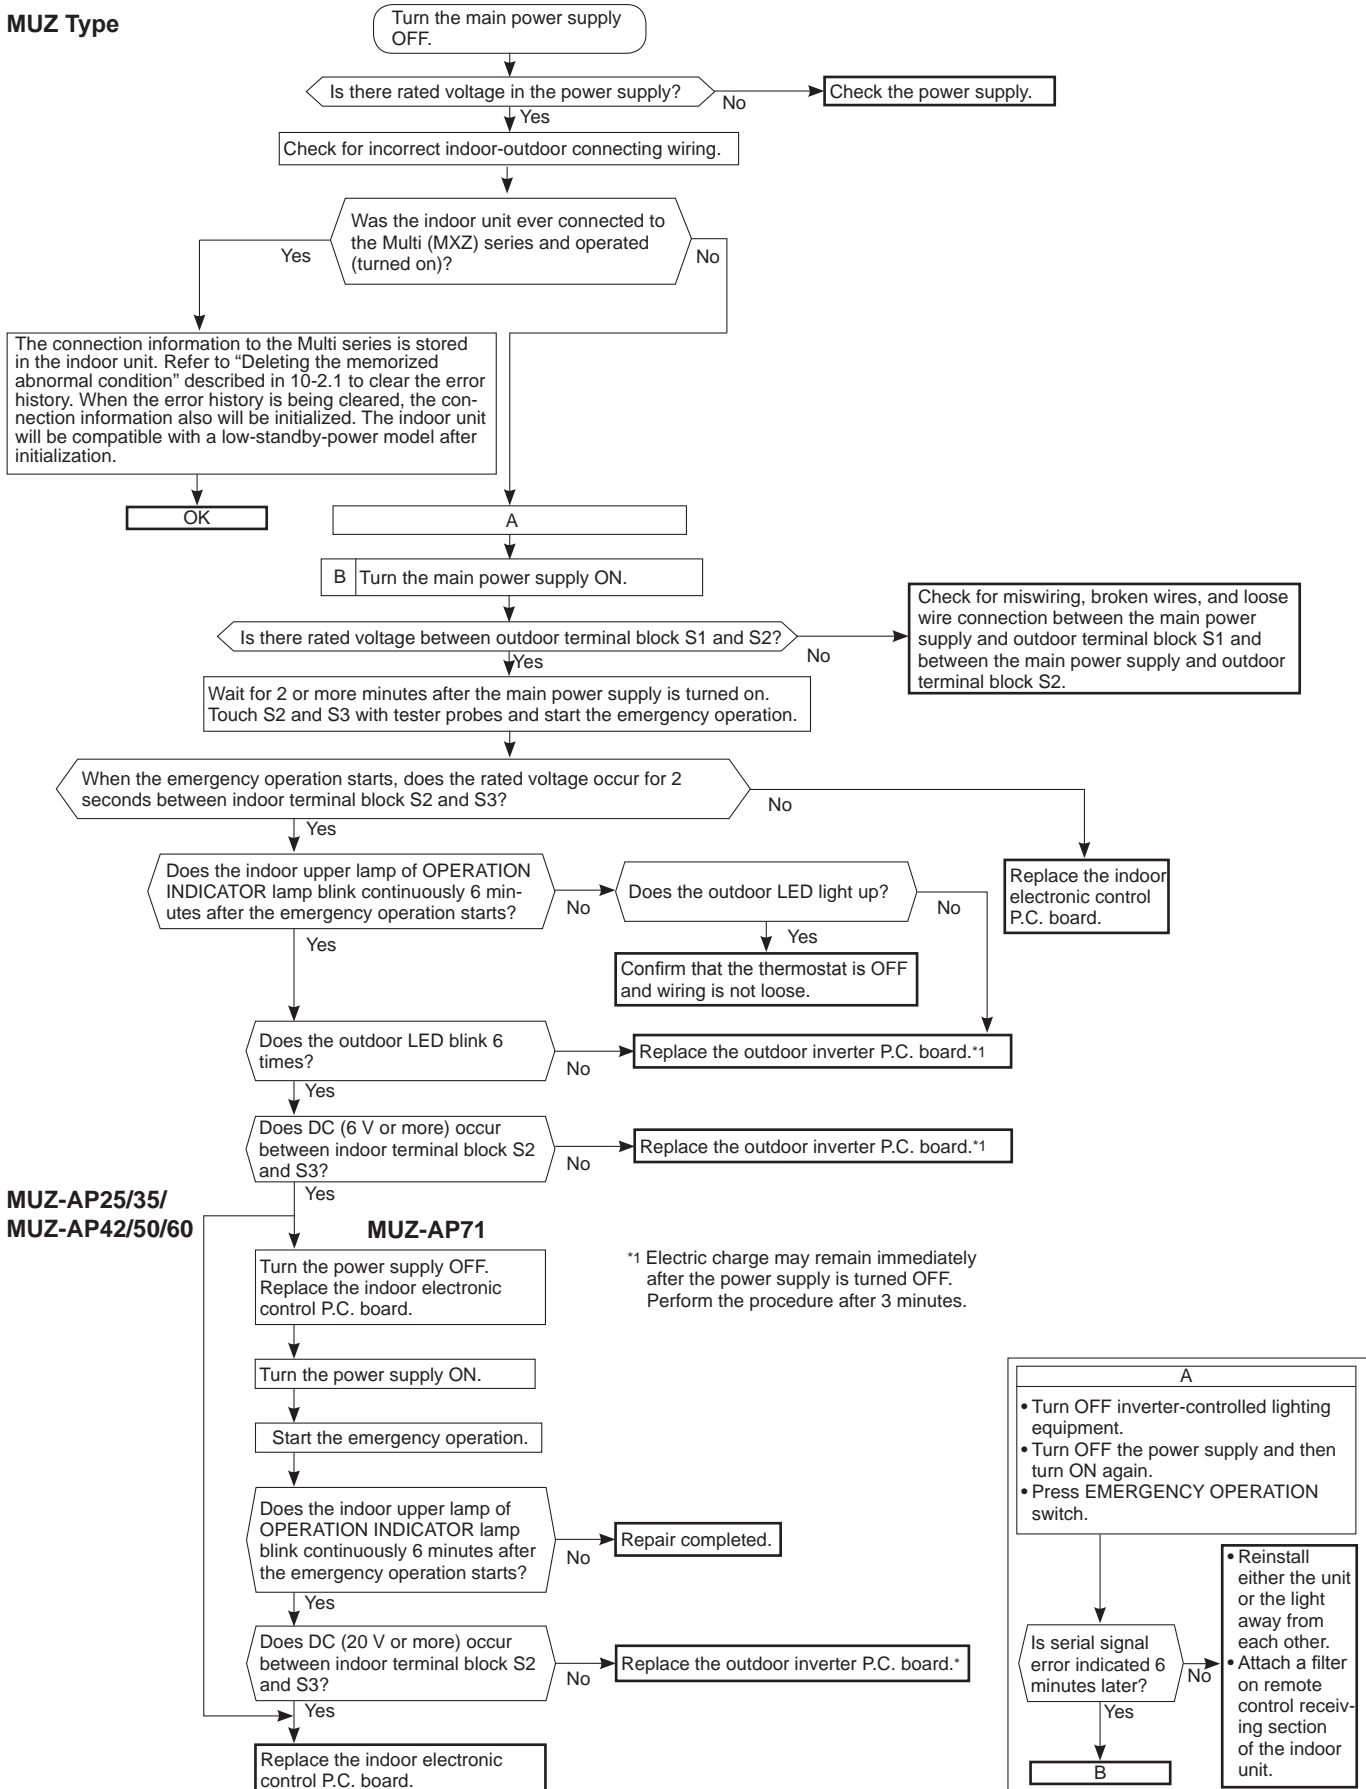 MUZ Type
Turn the main power supply
OFF.
Is there rated voltage in the power supply?
No
Check the power supply.
Yes
Check for incorrect indoor-outdoor connecting wiring.
Was the indoor unit ever connected to
the Multi (MXZ) series and operated
(turned on)?
Yes
No
The connection information to the Multi series is stored
in the indoor unit. Refer to “Deleting the memorized
abnormal condition” described in 10-2.1 to clear the error
history. When the error history is being cleared, the con-
nection information also will be initialized. The indoor unit
will be compatible with a low-standby-power model after
initialization.
OK
A
B Turn the main power supply ON.
Is there rated voltage between outdoor terminal block S1 and S2?
No
Check for miswiring, broken wires, and loose
wire connection between the main power
supply and outdoor terminal block S1 and
between the main power supply and outdoor
terminal block S2.
Yes
Wait for 2 or more minutes after the main power supply is turned on.
Touch S2 and S3 with tester probes and start the emergency operation.
When the emergency operation starts, does the rated voltage occur for 2
seconds between indoor terminal block S2 and S3?
No
Yes
Replace the indoor
electronic control
P.C. board.
Does the indoor upper lamp of OPERATION
INDICATOR lamp blink continuously 6 min-
utes after the emergency operation starts?
No
Does the outdoor LED light up?
No
Yes
Yes
Confirm that the thermostat is OFF
and wiring is not loose.
Does the outdoor LED blink 6
times?
No
Replace the outdoor inverter P.C. board.*1
Yes
Does DC (6 V or more) occur
between indoor terminal block S2
and S3?
No
Replace the outdoor inverter P.C. board.*1
Yes
MUZ-AP25/35/
MUZ-AP42/50/60
MUZ-AP71
Turn the power supply OFF.
Replace the indoor electronic
control P.C. board.
*1 Electric charge may remain immediately
after the power supply is turned OFF.
Perform the procedure after 3 minutes.
Turn the power supply ON.
Start the emergency operation.
Does the indoor upper lamp of
OPERATION INDICATOR lamp
blink continuously 6 minutes after
the emergency operation starts?
No
Repair completed.
Yes
Does DC (20 V or more) occur
between indoor terminal block S2
and S3?
No
Replace the outdoor inverter P.C. board.*
Yes
Replace the indoor electronic
control P.C. board.
A
• Turn OFF inverter-controlled lighting
equipment.
• Turn OFF the power supply and then
turn ON again.
• Press EMERGENCY OPERATION
switch.
Is serial signal
error indicated 6
minutes later?
No
• Reinstall
either the unit
or the light
away from
each other.
• Attach a filter
on remote
control receiv-
ing section
of the indoor
unit.
Yes
B